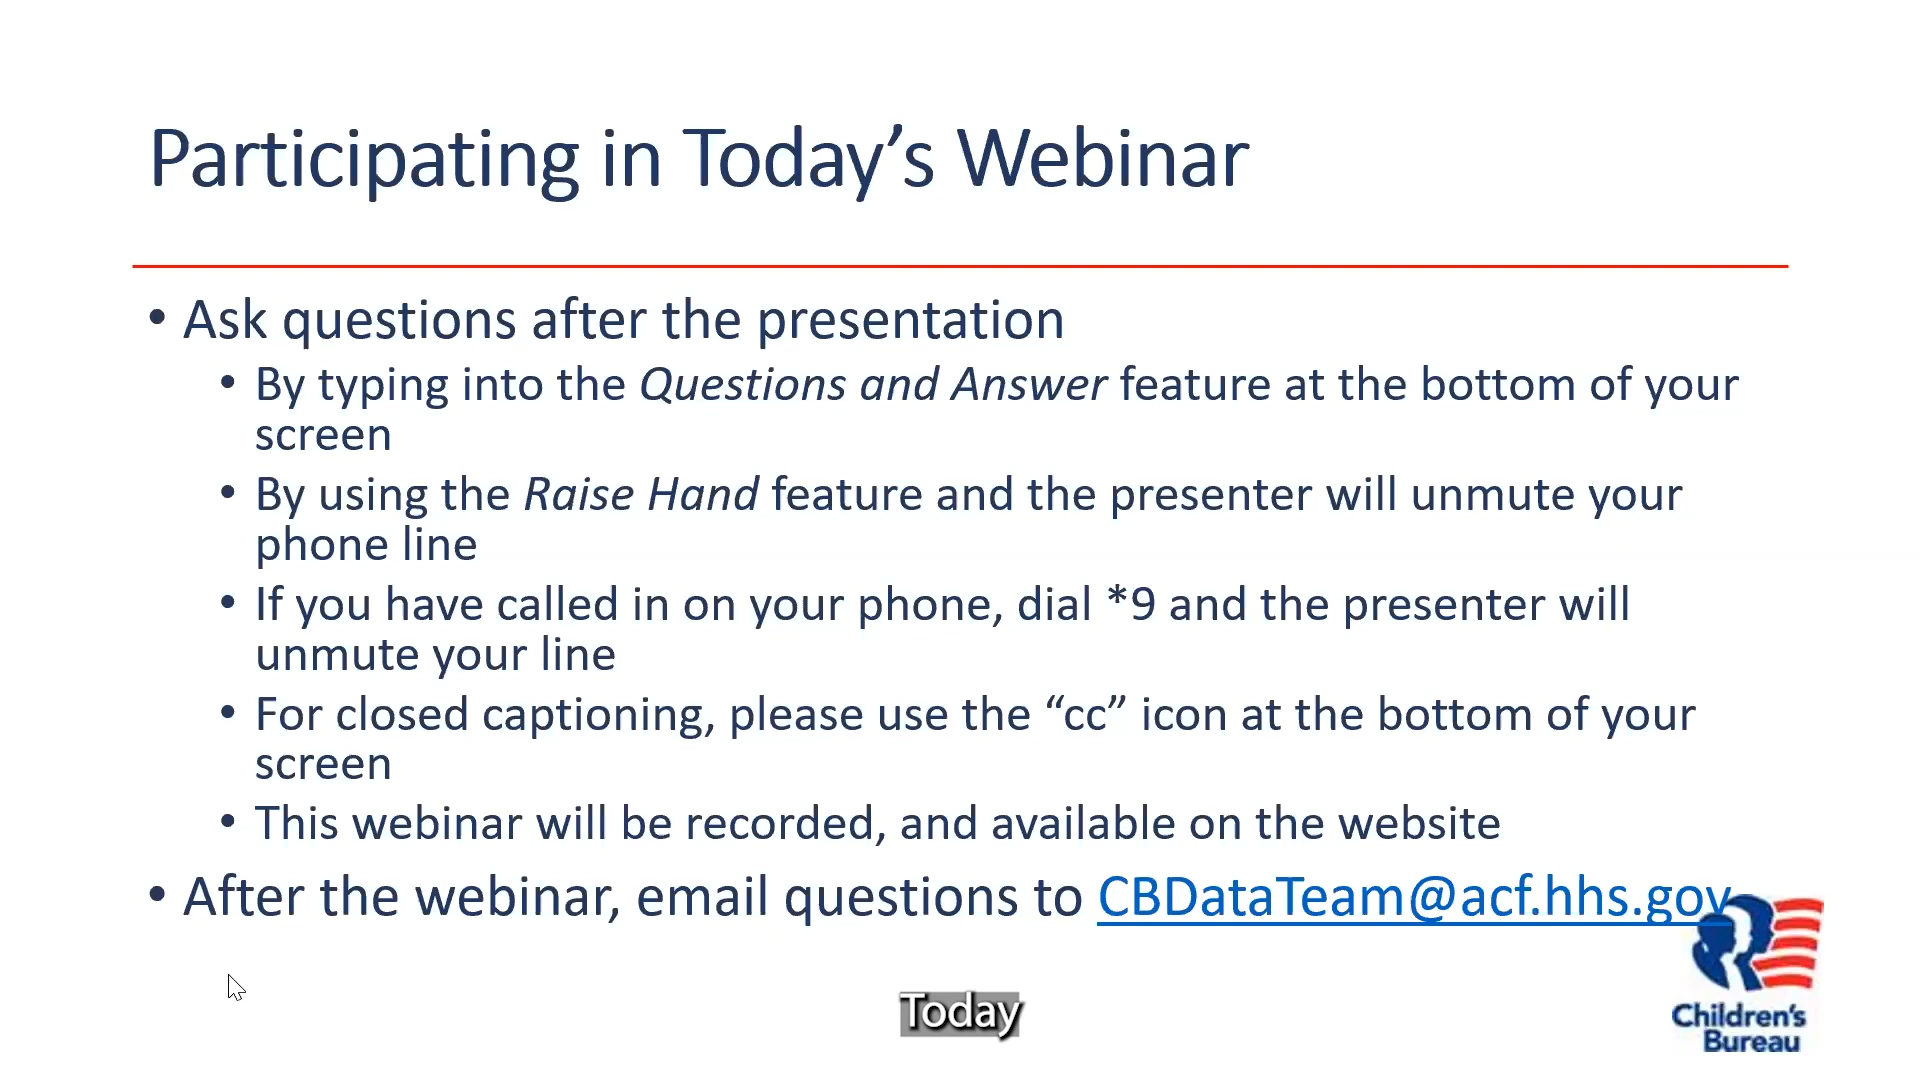 Participating in Today’s Webinar
• Ask questions after the presentation
• By typing into the Questions and Answer feature at the bottom of your
screen
• By using the Raise Hand feature and the presenter will unmute your
phone line
• If you have called in on your phone, dial *9 and the presenter will
unmute your line
• For closed captioning, please use the “cc” icon at the bottom of your
screen
• This webinar will be recorded, and available on the website
• After the webinar, email questions to CBDataTeam@acf.hhs.gov
Today
Children's
Bureau